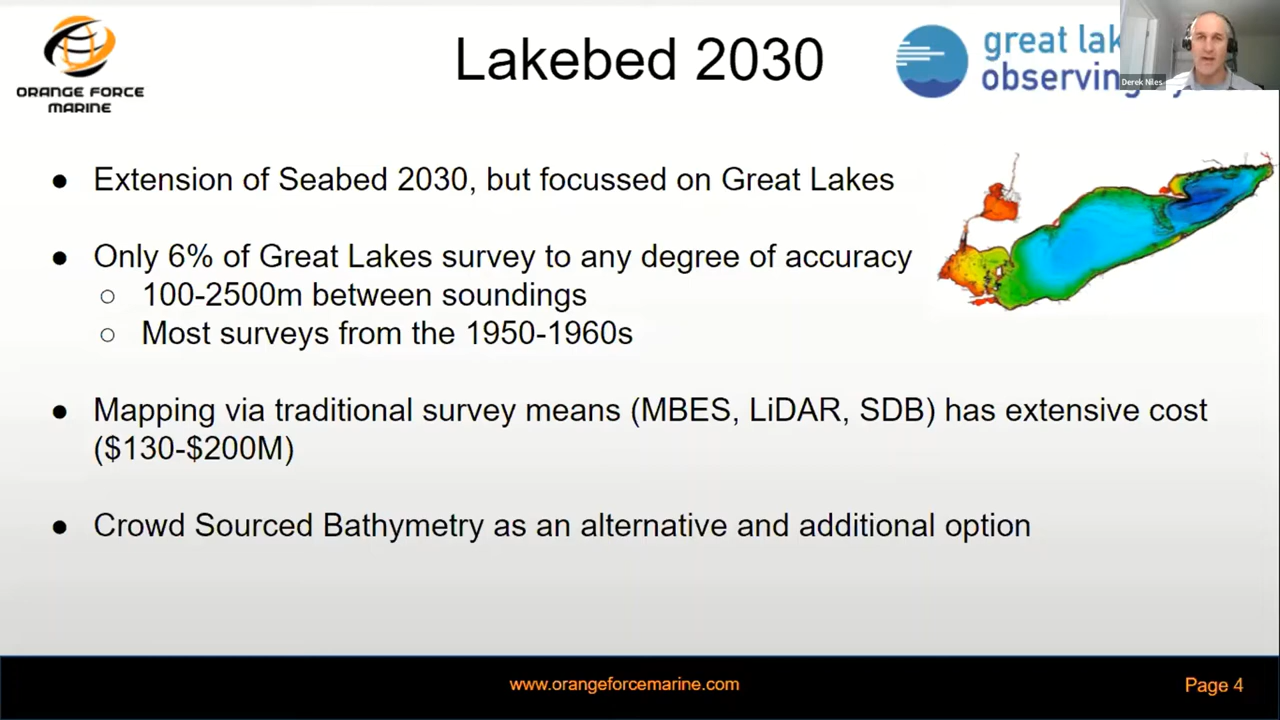 ORANGE FORCE
MARINE
Lakebed 2030
great lak
observing
Derek Niles
● Extension of Seabed 2030, but focussed on Great Lakes
● Only 6% of Great Lakes survey to any degree of accuracy
○ 100-2500m between soundings
○ Most surveys from the 1950-1960s
● Mapping via traditional survey means (MBES, LiDAR, SDB) has extensive cost
($130-$200M)
● Crowd Sourced Bathymetry as an alternative and additional option
www.orangeforcemarine.com
Page 4